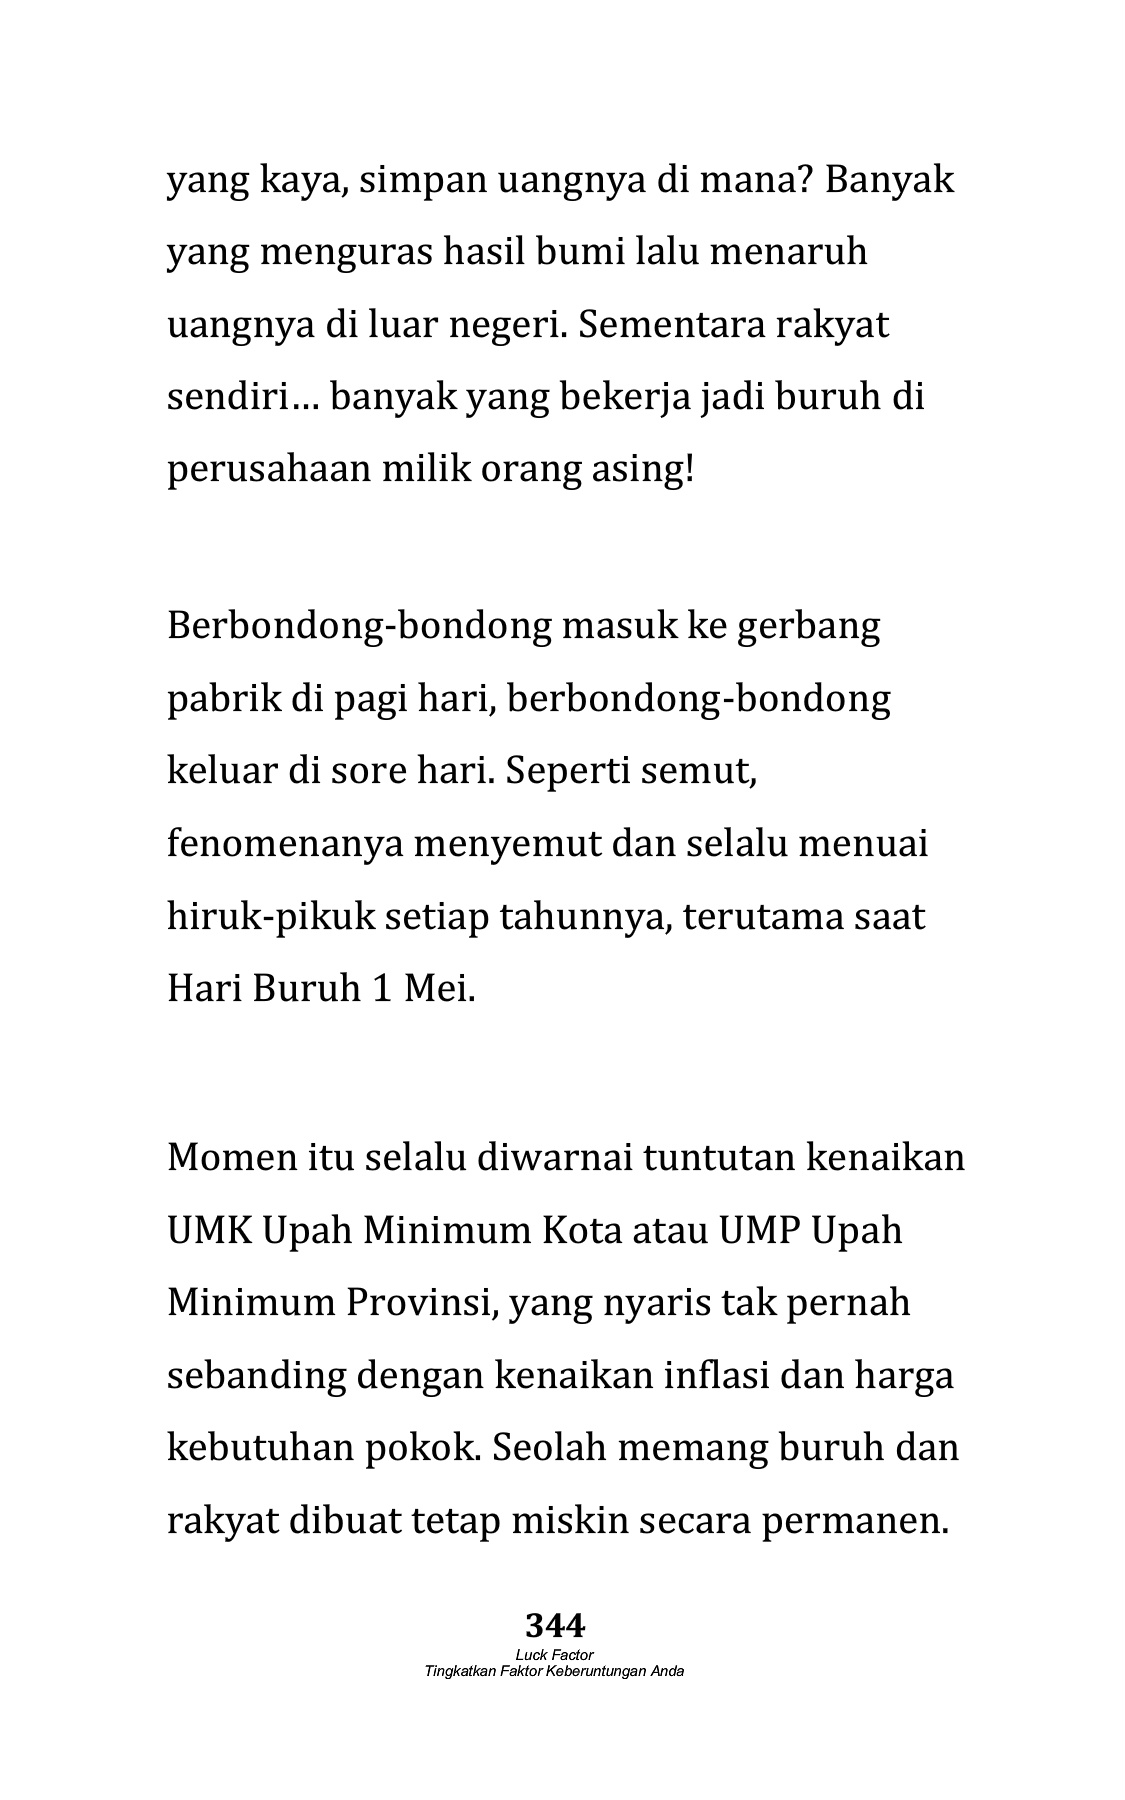 yang kaya, simpan uangnya di mana? Banyak
yang menguras hasil bumi lalu menaruh
uangnya di luar negeri. Sementara rakyat
sendiri… banyak yang bekerja jadi buruh di
perusahaan milik orang asing!
Berbondong-bondong masuk ke gerbang
pabrik di pagi hari, berbondong-bondong
keluar di sore hari. Seperti semut,
fenomenanya menyemut dan selalu menuai
hiruk-pikuk setiap tahunnya, terutama saat
Hari Buruh 1 Mei.
Momen itu selalu diwarnai tuntutan kenaikan
UMK Upah Minimum Kota atau UMP Upah
Minimum Provinsi, yang nyaris tak pernah
sebanding dengan kenaikan inflasi dan harga
kebutuhan pokok. Seolah memang buruh dan
rakyat dibuat tetap miskin secara permanen.
344
Luck Factor
Tingkatkan Faktor Keberuntungan Anda